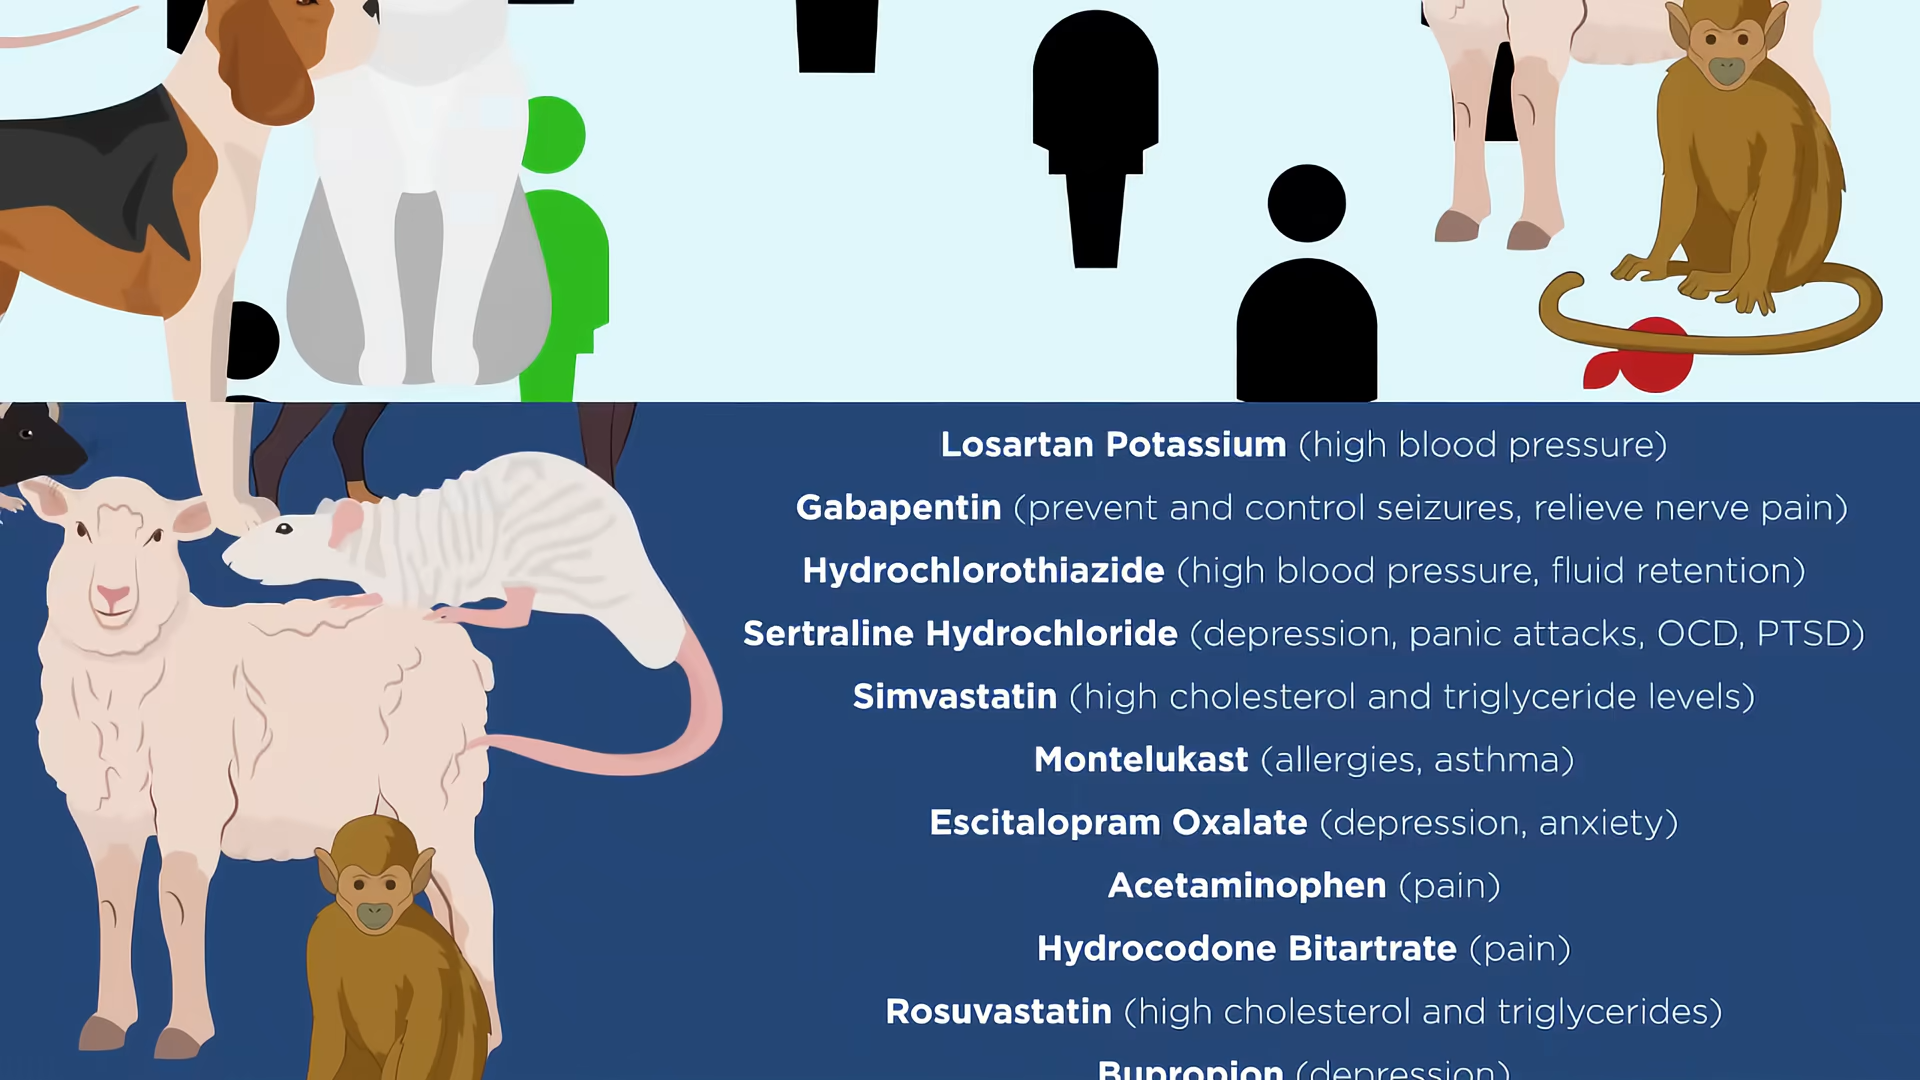 Losartan Potassium (high blood pressure)
Gabapentin (prevent and control seizures, relieve nerve pain)
Hydrochlorothiazide (high blood pressure, fluid retention)
Sertraline Hydrochloride (depression, panic attacks, OCD, PTSD)
Simvastatin (high cholesterol and triglyceride levels)
Montelukast (allergies, asthma)
Escitalopram Oxalate (depression, anxiety)
Acetaminophen (pain)
Hydrocodone Bitartrate (pain)
Rosuvastatin (high cholesterol and triglycerides)
Bupropion (depression)